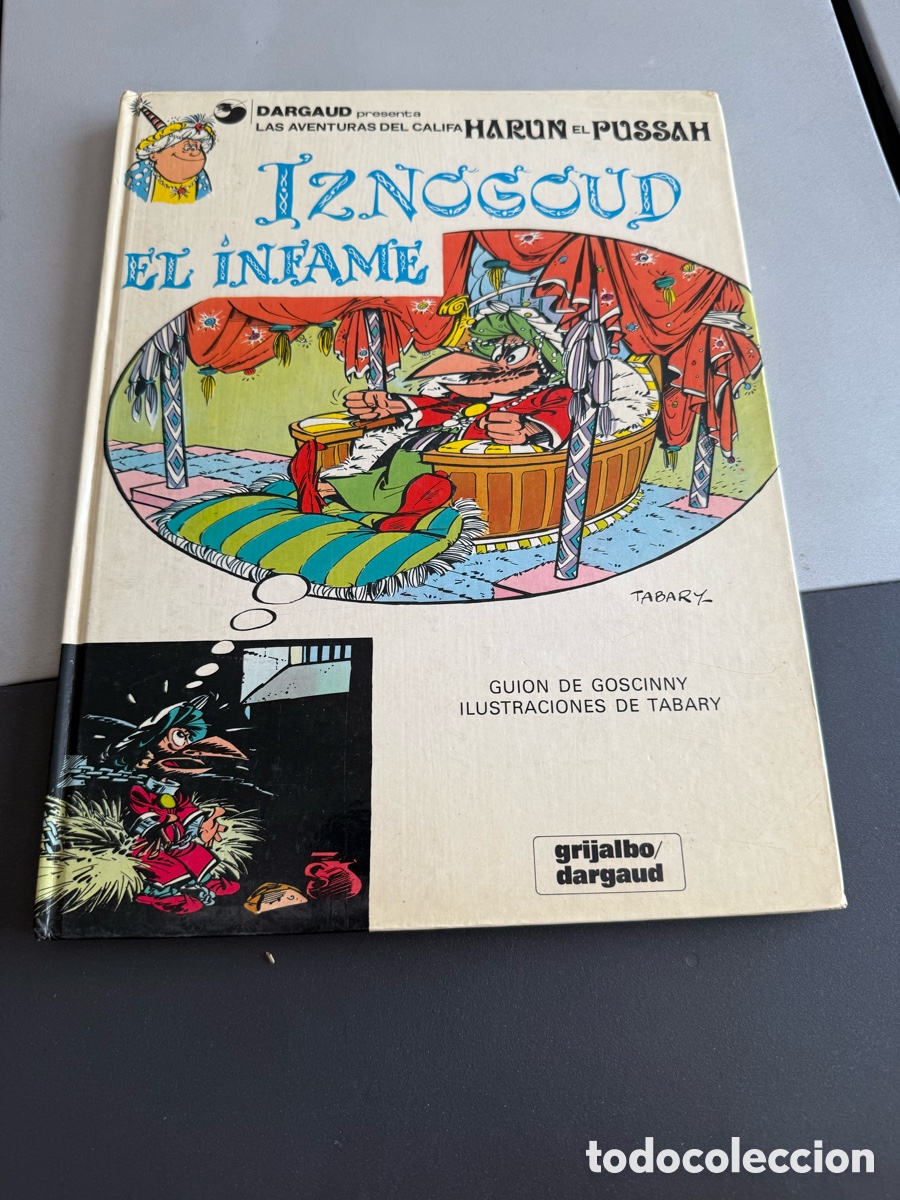 DARGAUD presenta
LAS AVENTURAS DEL CALIFA HARUN EL PUSSAH
IZNOGOUD
EL INFAME
TABARY
GUION DE GOSCINNY
ILUSTRACIONES DE TABARY
grijalbo/
dargaud
todocoleccion